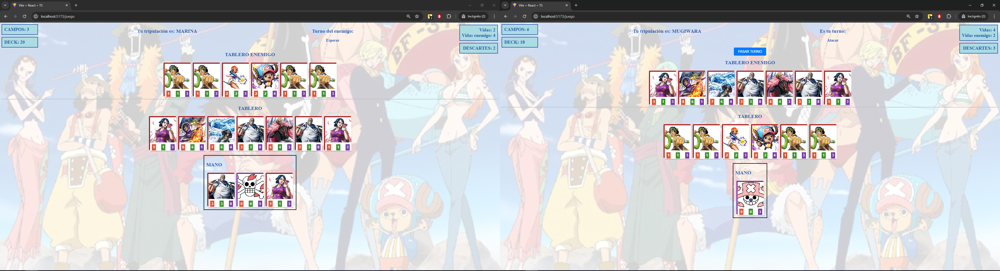 Vite + React + TS
localhost:5173/juego
Incógnito (2)
CAMPOS: 3
DECK: 20
Tu tripulación es: MARINA
Turno del enemigo:
Esperar
Vidas: 2
Vidas enemigo: 4
DESCARTES: 2
TABLERO ENEMIGO
1 1 3 1 1 3 2 2 3 2 2 4 1 1 3 1 1 3
TABLERO
1 1 3 8 6 1 7 6 4 3 3 8 6 4 3 3 3 8 1 1 3
MANO
3 3 8 0 0 5 1 1 3
Vite + React + TS
localhost:5173/juego
Incógnito (2)
CAMPOS: 6
DECK: 18
Tu tripulación es: MUGIWARA
Es tu turno:
Atacar
Vidas: 4
Vidas enemigo: 2
DESCARTES: 3
PASAR TURNO
TABLERO ENEMIGO
1 1 3 8 6 1 7 6 4 3 3 8 6 4 3 3 3 8 1 1 3
TABLERO
1 1 3 1 1 3 2 2 3 2 2 4 1 1 3 1 1 3
MANO
0 0 3